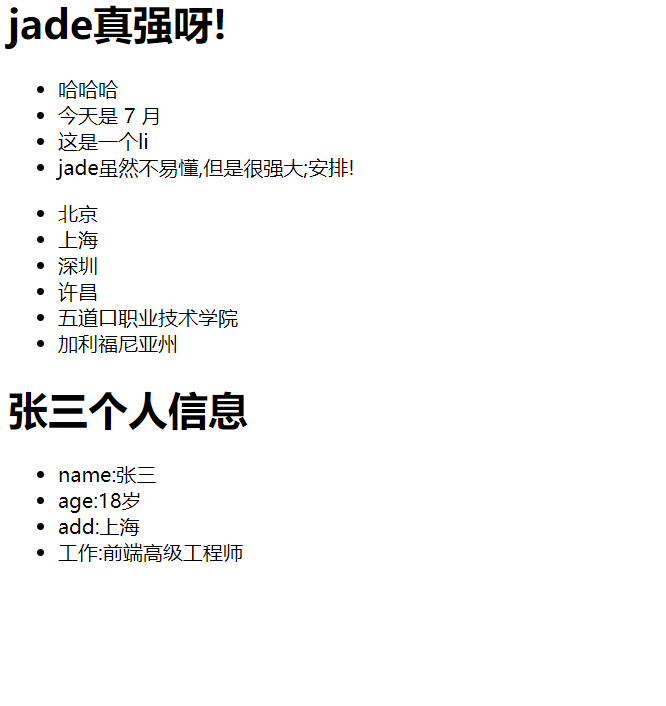 jade真强呀!
哈哈哈
今天是 7 月
这是一个li
jade虽然不易懂,但是很强大;安排!
北京
上海
深圳
许昌
五道口职业技术学院
加利福尼亚州
张三个人信息
name:张三
age:18岁
add:上海
工作:前端高级工程师